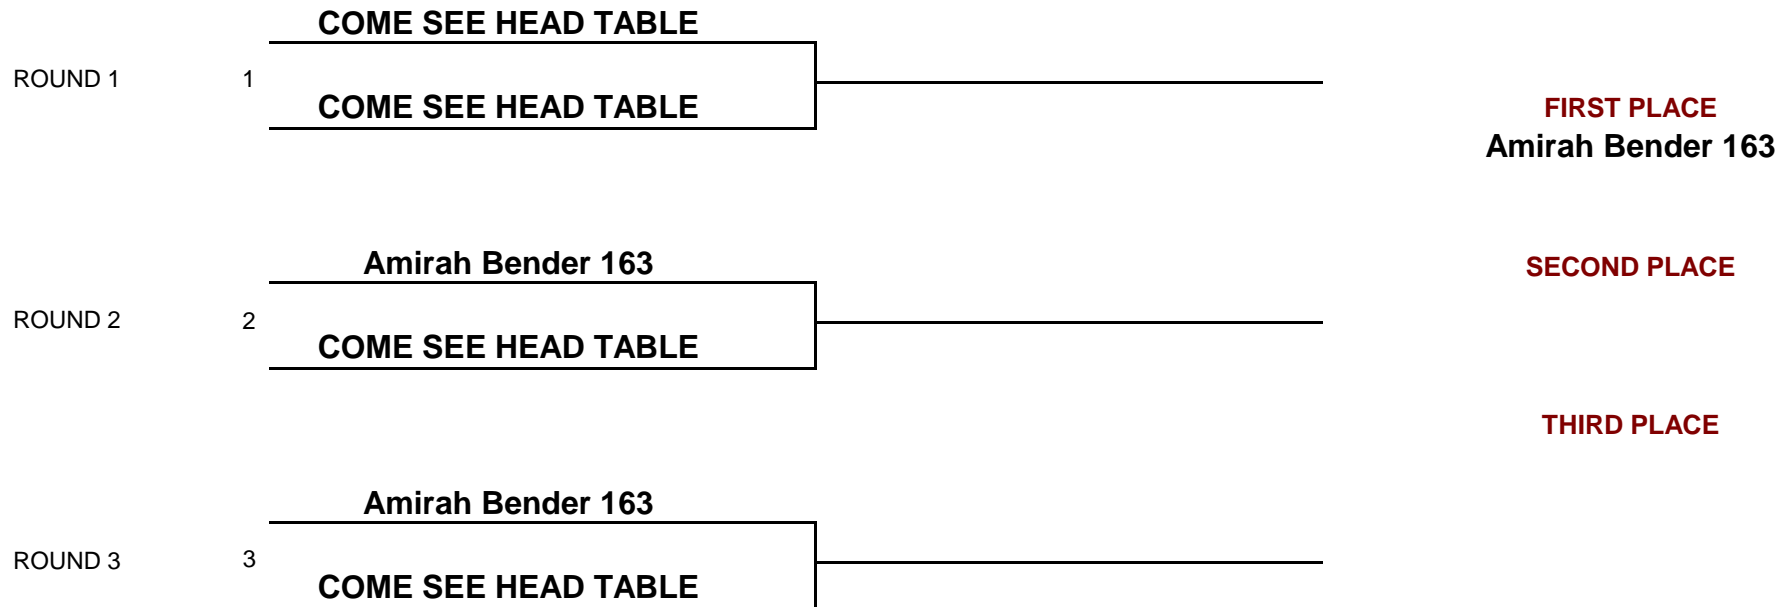 COME SEE HEAD TABLE
ROUND 1
1
COME SEE HEAD TABLE
FIRST PLACE
Amirah Bender 163
Amirah Bender 163
SECOND PLACE
ROUND 2
2
COME SEE HEAD TABLE
THIRD PLACE
Amirah Bender 163
ROUND 3
3
COME SEE HEAD TABLE